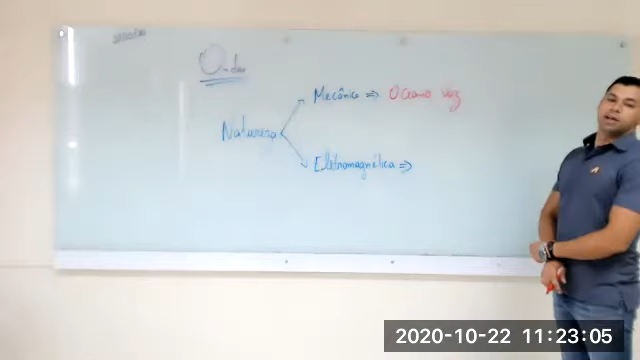 Ondas
Mecânica ⇒ Oceano voz
Natureza
Eletromagnética ⇒
2020-10-22 11:23:05